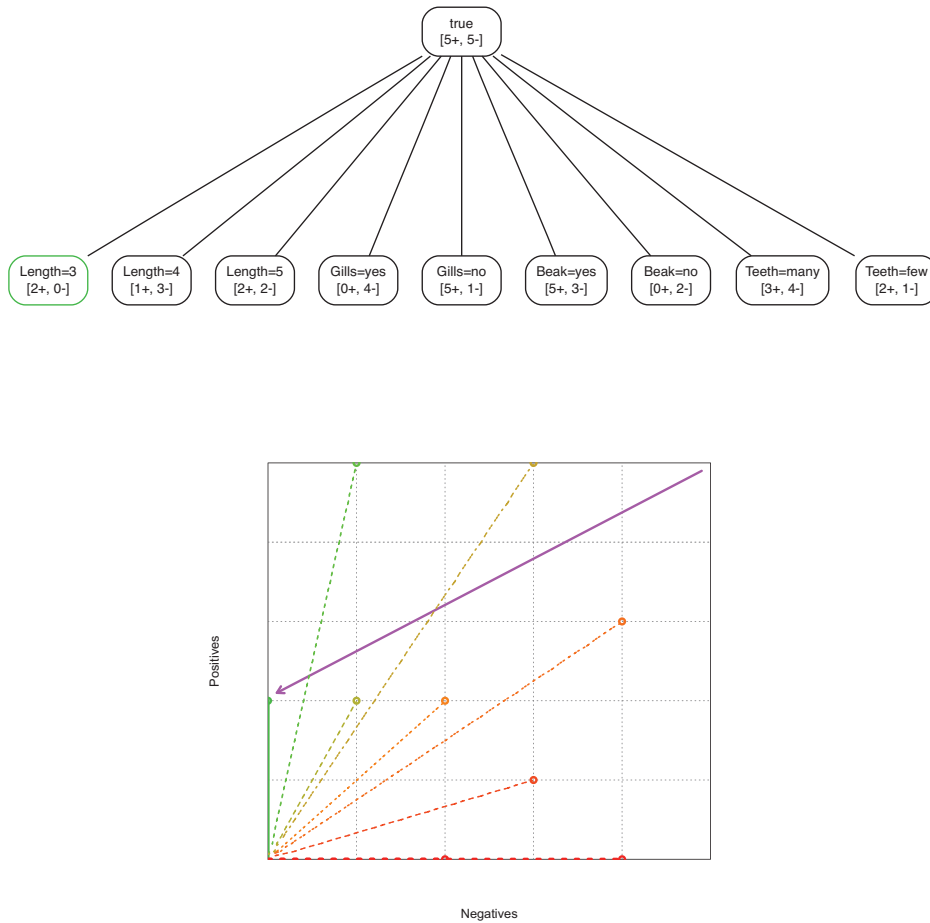 true
[5+, 5-]
Length=3
[2+, 0-]
Length=4
[1+, 3-]
Length=5
[2+, 2-]
Gills=yes
[0+, 4-]
Gills=no
[5+, 1-]
Beak=yes
[5+, 3-]
Beak=no
[0+, 2-]
Teeth=many
[3+, 4-]
Teeth=few
[2+, 1-]
Positives
Negatives